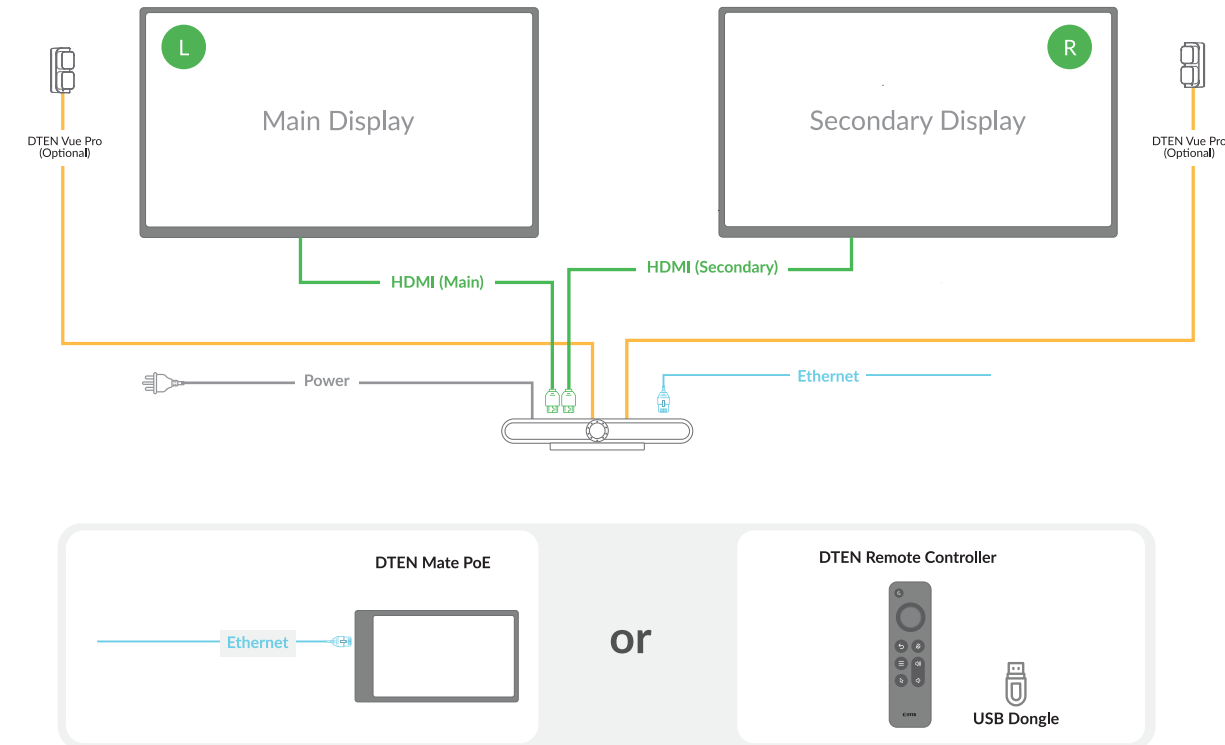 L
R
Main Display
Secondary Display
DTEN Vue Pro
(Optional)
DTEN Vue Pro
(Optional)
HDMI (Main)
HDMI (Secondary)
Power
Ethernet
DTEN Mate PoE
DTEN Remote Controller
Ethernet
or
USB Dongle